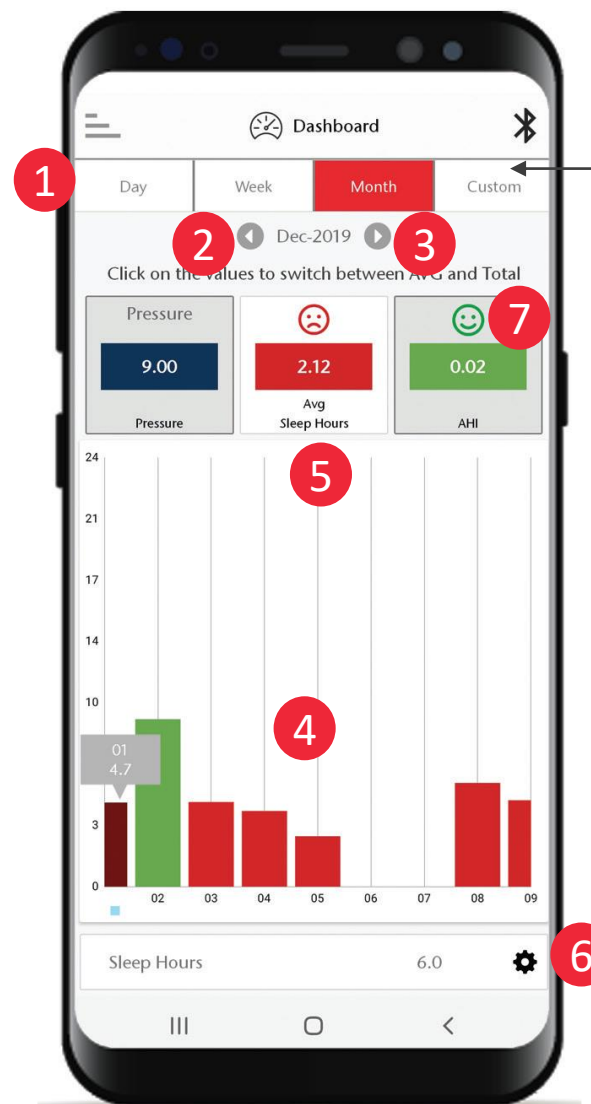 Dashboard
1
Day Week Month Custom
2 Dec-2019 3
Click on the values to switch between AVG and Total
Pressure 7
9.00 2.12 0.02
Avg
Pressure Sleep Hours AHI
24
5
21
17
14
10
4
01
4.7
3
0
02 03 04 05 06 07 08 09
Sleep Hours 6.0 6